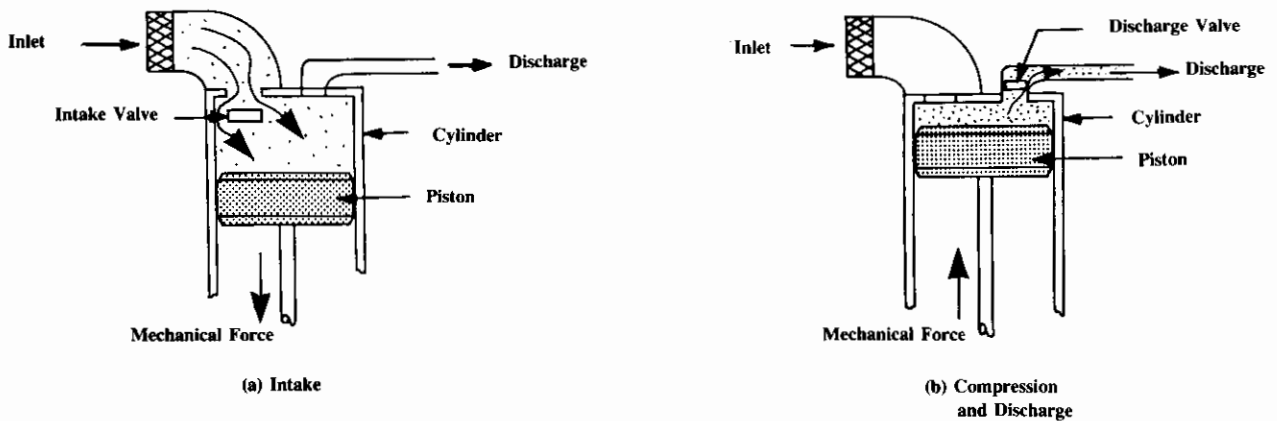 Inlet
Discharge
Intake Valve
Cylinder
Piston
Mechanical Force
(a) Intake
Discharge Valve
Inlet
Discharge
Cylinder
Piston
Mechanical Force
(b) Compression
and Discharge